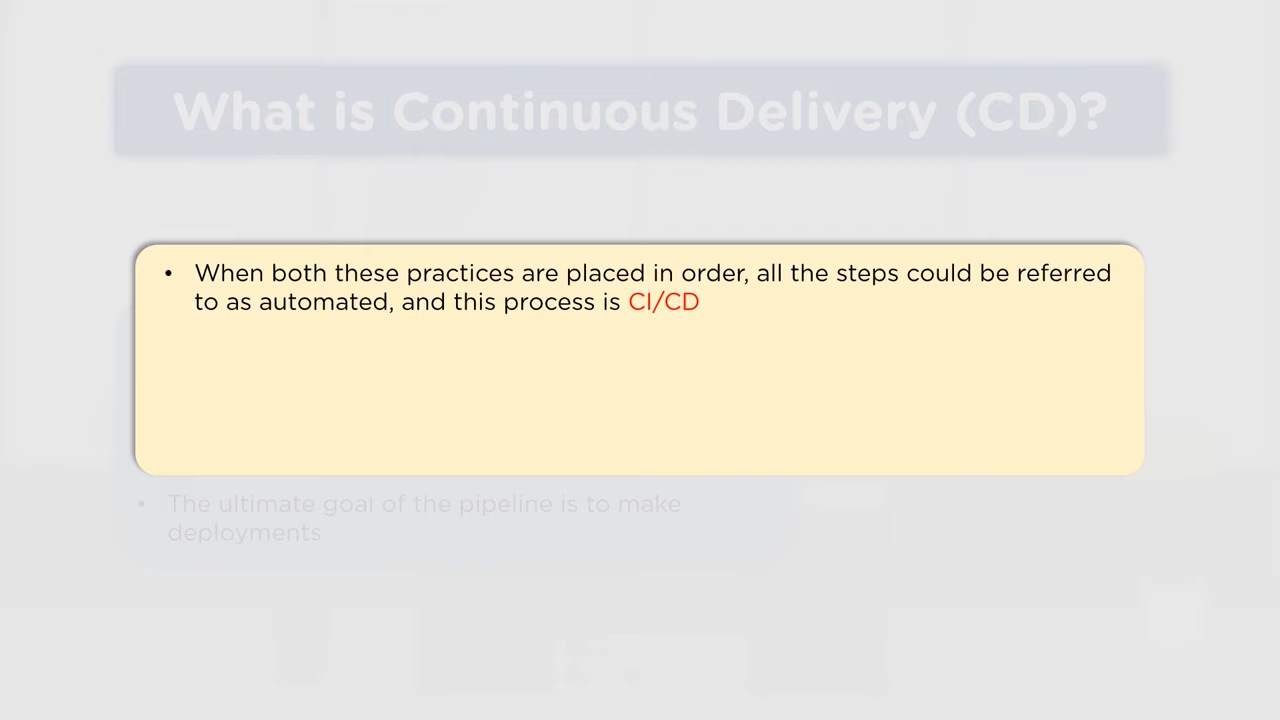 What is Continuous Delivery (CD)?
• When both these practices are placed in order, all the steps could be referred
to as automated, and this process is CI/CD
• The ultimate goal of the pipeline is to make
deployments